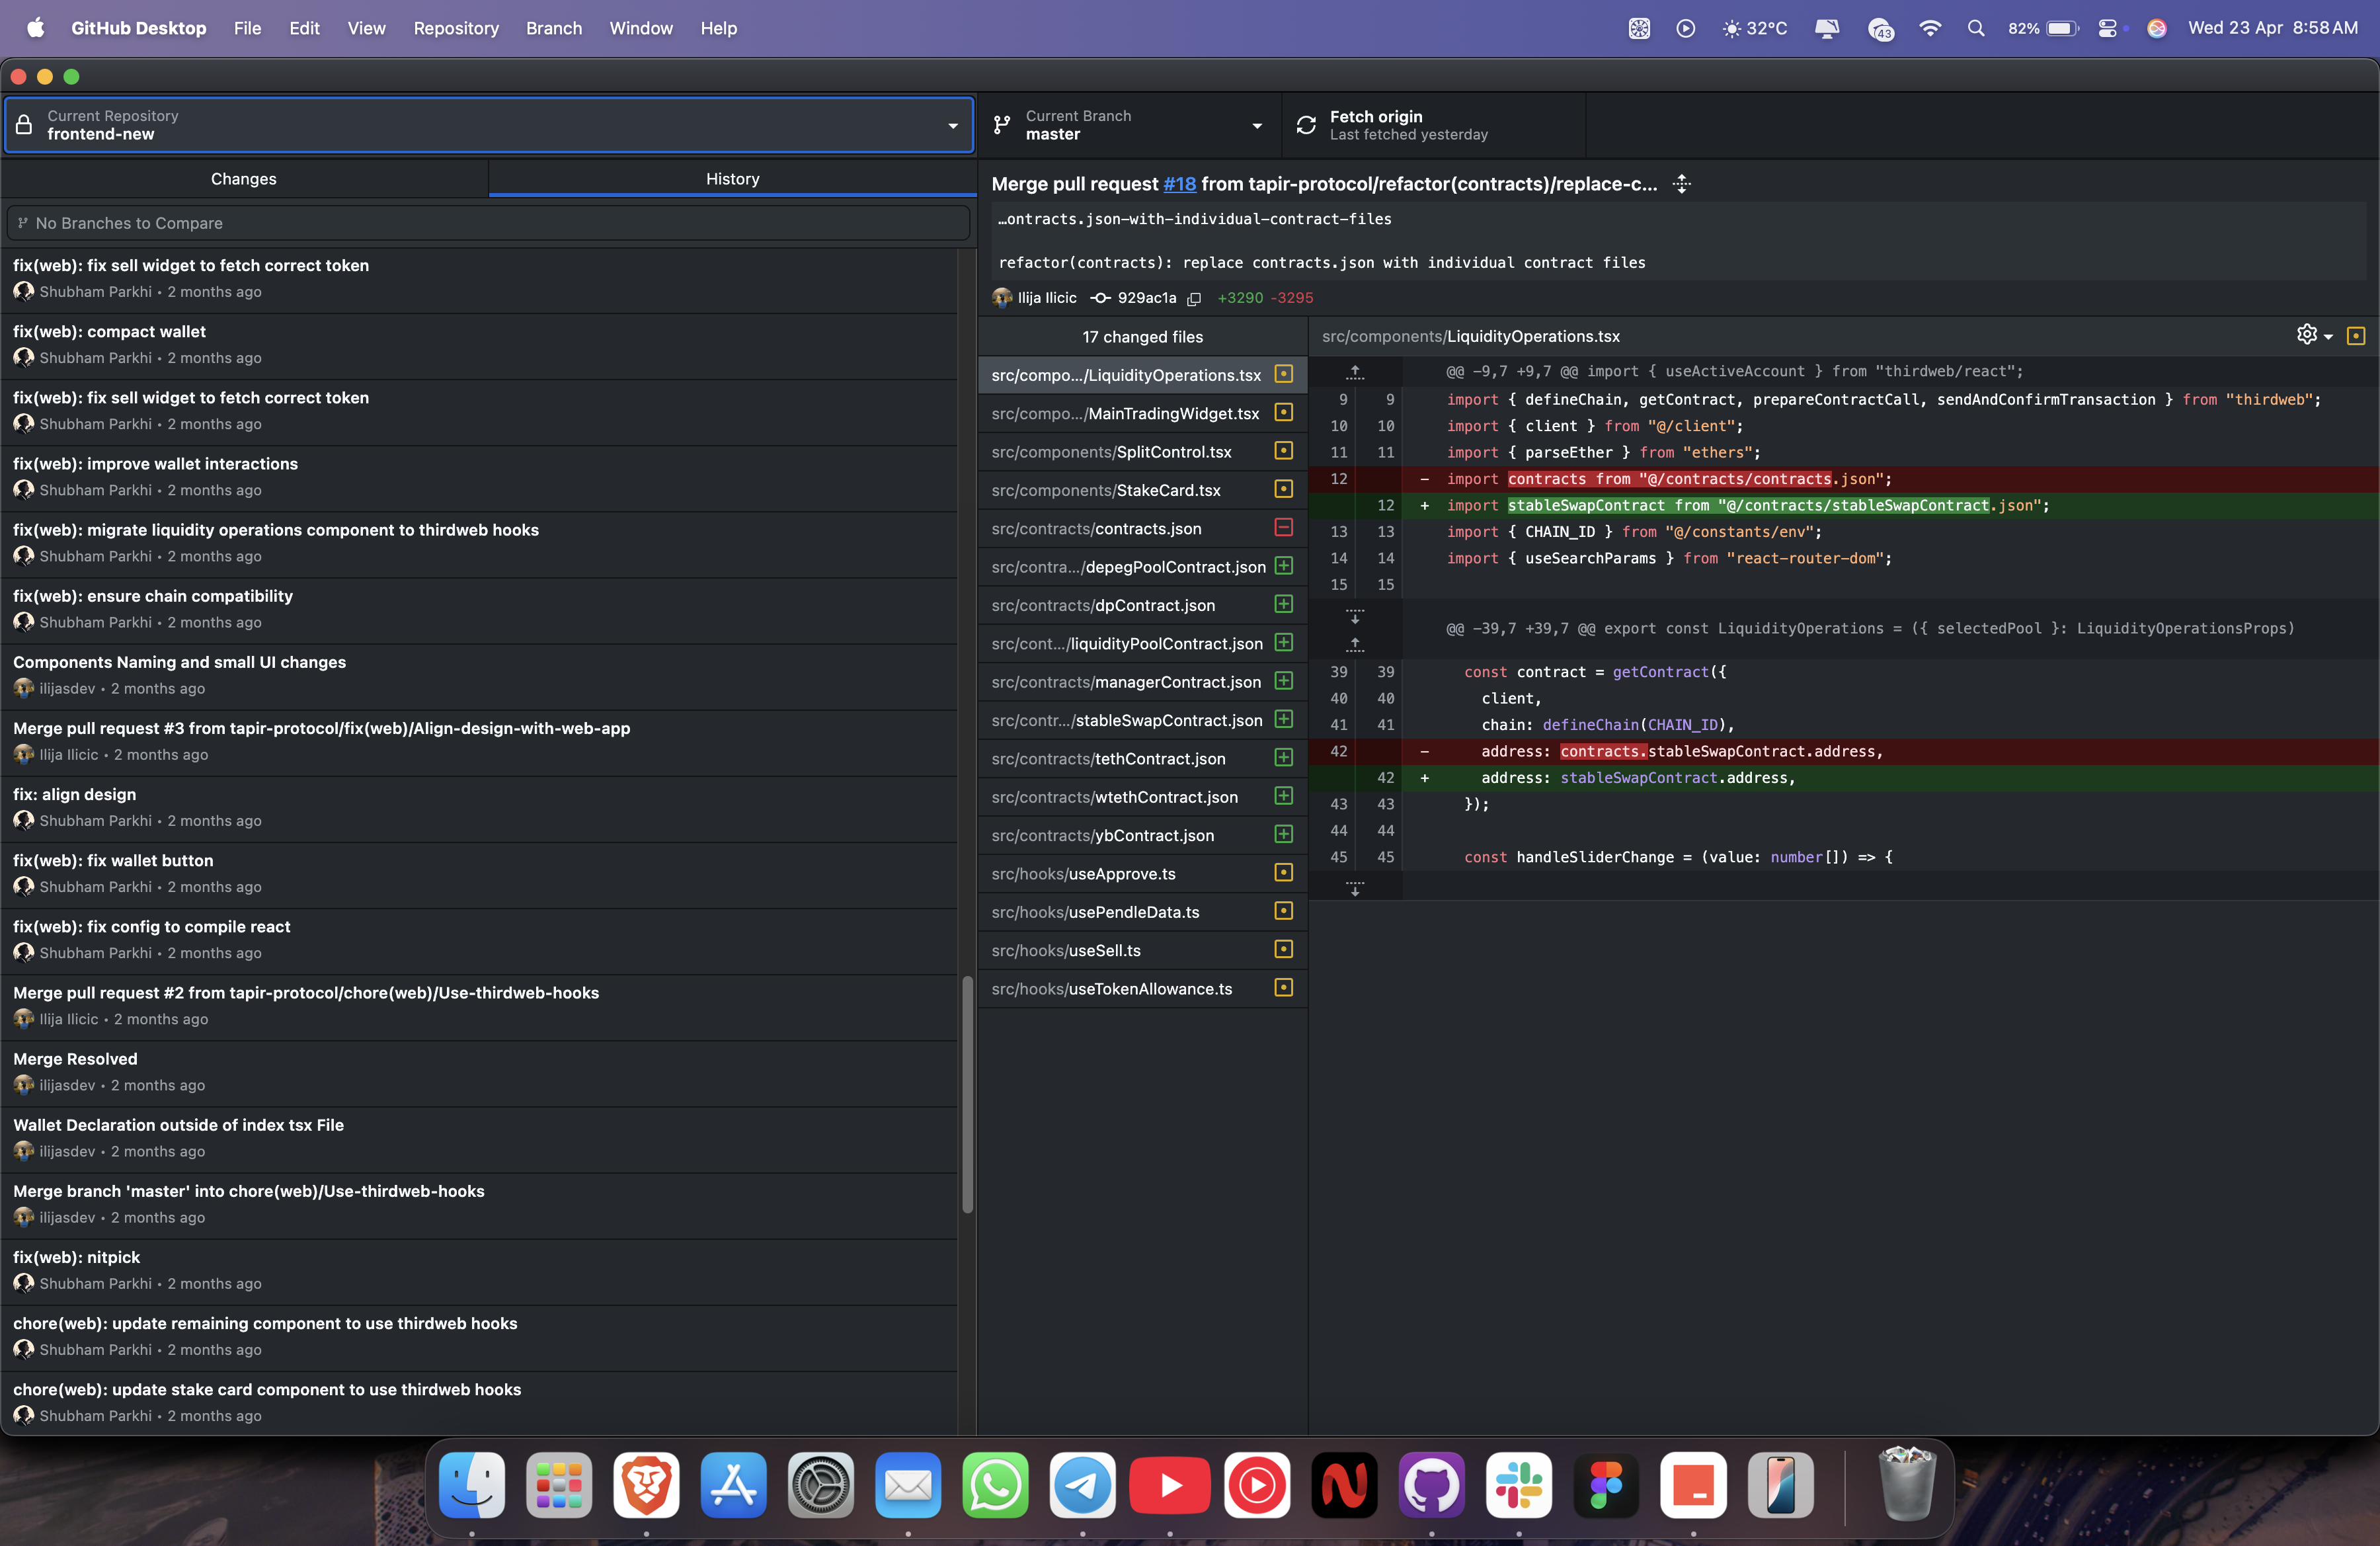 GitHub Desktop File Edit View Repository Branch Window Help 32°C 43 82% Wed 23 Apr 8:58 AM
Current Repository
frontend-new
Current Branch
master
Fetch origin
Last fetched yesterday
Changes
History
No Branches to Compare
fix(web): fix sell widget to fetch correct token
Shubham Parkhi • 2 months ago
fix(web): compact wallet
Shubham Parkhi • 2 months ago
fix(web): fix sell widget to fetch correct token
Shubham Parkhi • 2 months ago
fix(web): improve wallet interactions
Shubham Parkhi • 2 months ago
fix(web): migrate liquidity operations component to thirdweb hooks
Shubham Parkhi • 2 months ago
fix(web): ensure chain compatibility
Shubham Parkhi • 2 months ago
Components Naming and small UI changes
ilijasdev • 2 months ago
Merge pull request #3 from tapir-protocol/fix(web)/Align-design-with-web-app
Ilija Ilicic • 2 months ago
fix: align design
Shubham Parkhi • 2 months ago
fix(web): fix wallet button
Shubham Parkhi • 2 months ago
fix(web): fix config to compile react
Shubham Parkhi • 2 months ago
Merge pull request #2 from tapir-protocol/chore(web)/Use-thirdweb-hooks
Ilija Ilicic • 2 months ago
Merge Resolved
ilijasdev • 2 months ago
Wallet Declaration outside of index tsx File
ilijasdev • 2 months ago
Merge branch 'master' into chore(web)/Use-thirdweb-hooks
ilijasdev • 2 months ago
fix(web): nitpick
Shubham Parkhi • 2 months ago
chore(web): update remaining component to use thirdweb hooks
Shubham Parkhi • 2 months ago
chore(web): update stake card component to use thirdweb hooks
Shubham Parkhi • 2 months ago
Merge pull request #18 from tapir-protocol/refactor(contracts)/replace-c...
…ontracts.json-with-individual-contract-files
refactor(contracts): replace contracts.json with individual contract files
Ilija Ilicic 929ac1a +3290 -3295
17 changed files
src/compo.../LiquidityOperations.tsx
src/compo.../MainTradingWidget.tsx
src/components/SplitControl.tsx
src/components/StakeCard.tsx
src/contracts/contracts.json
src/contra.../depegPoolContract.json
src/contracts/dpContract.json
src/cont.../liquidityPoolContract.json
src/contracts/managerContract.json
src/contr.../stableSwapContract.json
src/contracts/tethContract.json
src/contracts/wtethContract.json
src/contracts/ybContract.json
src/hooks/useApprove.ts
src/hooks/usePendleData.ts
src/hooks/useSell.ts
src/hooks/useTokenAllowance.ts
src/components/LiquidityOperations.tsx
@@ -9,7 +9,7 @@ import { useActiveAccount } from "thirdweb/react";
9 9 import { defineChain, getContract, prepareContractCall, sendAndConfirmTransaction } from "thirdweb";
10 10 import { client } from "@/client";
11 11 import { parseEther } from "ethers";
12 - import contracts from "@/contracts/contracts.json";
12 + import stableSwapContract from "@/contracts/stableSwapContract.json";
13 13 import { CHAIN_ID } from "@/constants/env";
14 14 import { useSearchParams } from "react-router-dom";
15 15
@@ -39,7 +39,7 @@ export const LiquidityOperations = ({ selectedPool }: LiquidityOperationsProps)
39 39 const contract = getContract({
40 40 client,
41 41 chain: defineChain(CHAIN_ID),
42 - address: contracts.stableSwapContract.address,
42 + address: stableSwapContract.address,
43 43 });
44 44
45 45 const handleSliderChange = (value: number[]) => {